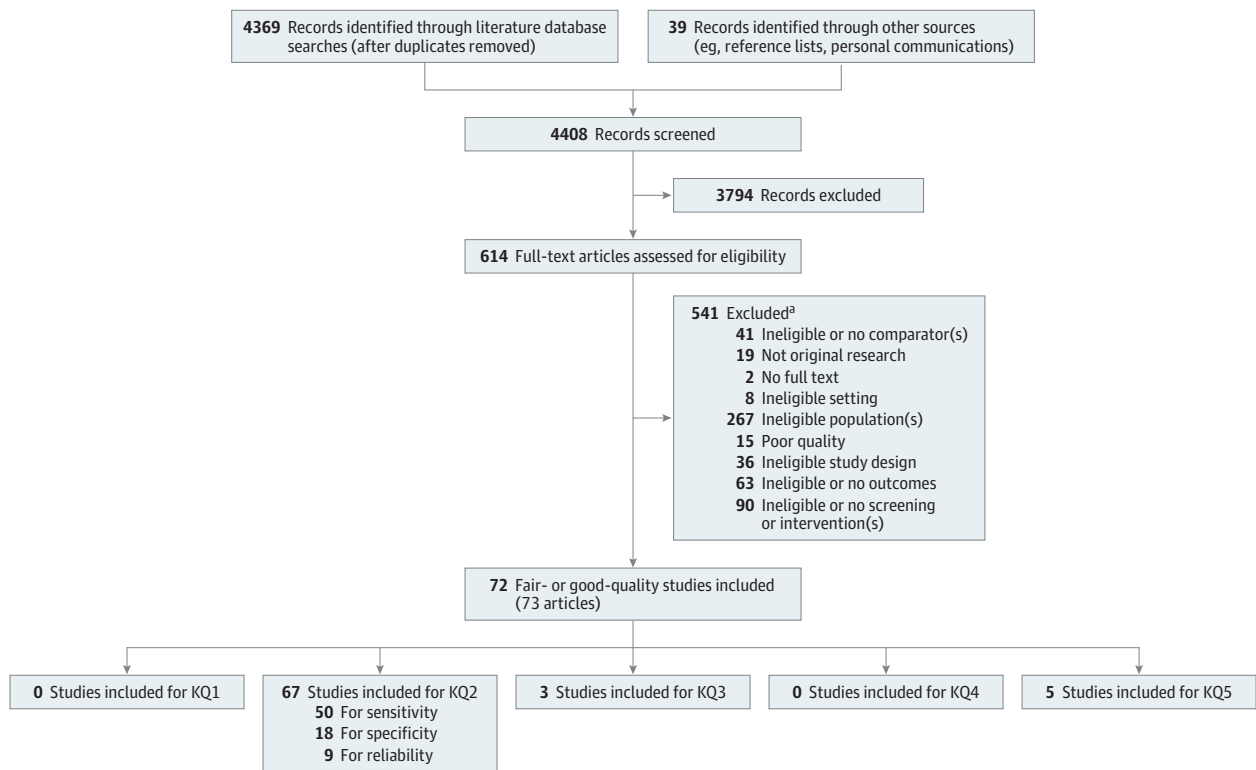 4369 Records identified through literature database
searches (after duplicates removed)
39 Records identified through other sources
(eg, reference lists, personal communications)
4408 Records screened
3794 Records excluded
614 Full-text articles assessed for eligibility
541 Excludedᵃ
41 Ineligible or no comparator(s)
19 Not original research
2 No full text
8 Ineligible setting
267 Ineligible population(s)
15 Poor quality
36 Ineligible study design
63 Ineligible or no outcomes
90 Ineligible or no screening
or intervention(s)
72 Fair- or good-quality studies included
(73 articles)
0 Studies included for KQ1
67 Studies included for KQ2
50 For sensitivity
18 For specificity
9 For reliability
3 Studies included for KQ3
0 Studies included for KQ4
5 Studies included for KQ5